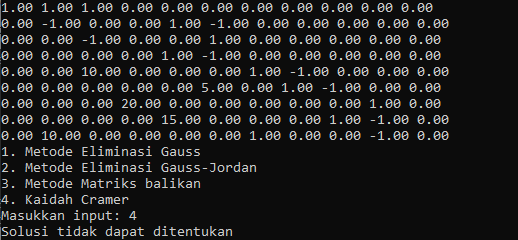 1.00 1.00 1.00 0.00 0.00 0.00 0.00 0.00 0.00 0.00 0.00
0.00 -1.00 0.00 0.00 1.00 -1.00 0.00 0.00 0.00 0.00 0.00
0.00 0.00 -1.00 0.00 0.00 1.00 0.00 0.00 0.00 0.00 0.00
0.00 0.00 0.00 0.00 1.00 -1.00 0.00 0.00 0.00 0.00 0.00
0.00 0.00 10.00 0.00 0.00 0.00 1.00 -1.00 0.00 0.00 0.00
0.00 0.00 0.00 0.00 0.00 5.00 0.00 1.00 -1.00 0.00 0.00
0.00 0.00 0.00 20.00 0.00 0.00 0.00 0.00 0.00 1.00 0.00
0.00 0.00 0.00 0.00 15.00 0.00 0.00 0.00 1.00 -1.00 0.00
0.00 10.00 0.00 0.00 0.00 0.00 1.00 0.00 0.00 -1.00 0.00
1. Metode Eliminasi Gauss
2. Metode Eliminasi Gauss-Jordan
3. Metode Matriks balikan
4. Kaidah Cramer
Masukkan input: 4
Solusi tidak dapat ditentukan